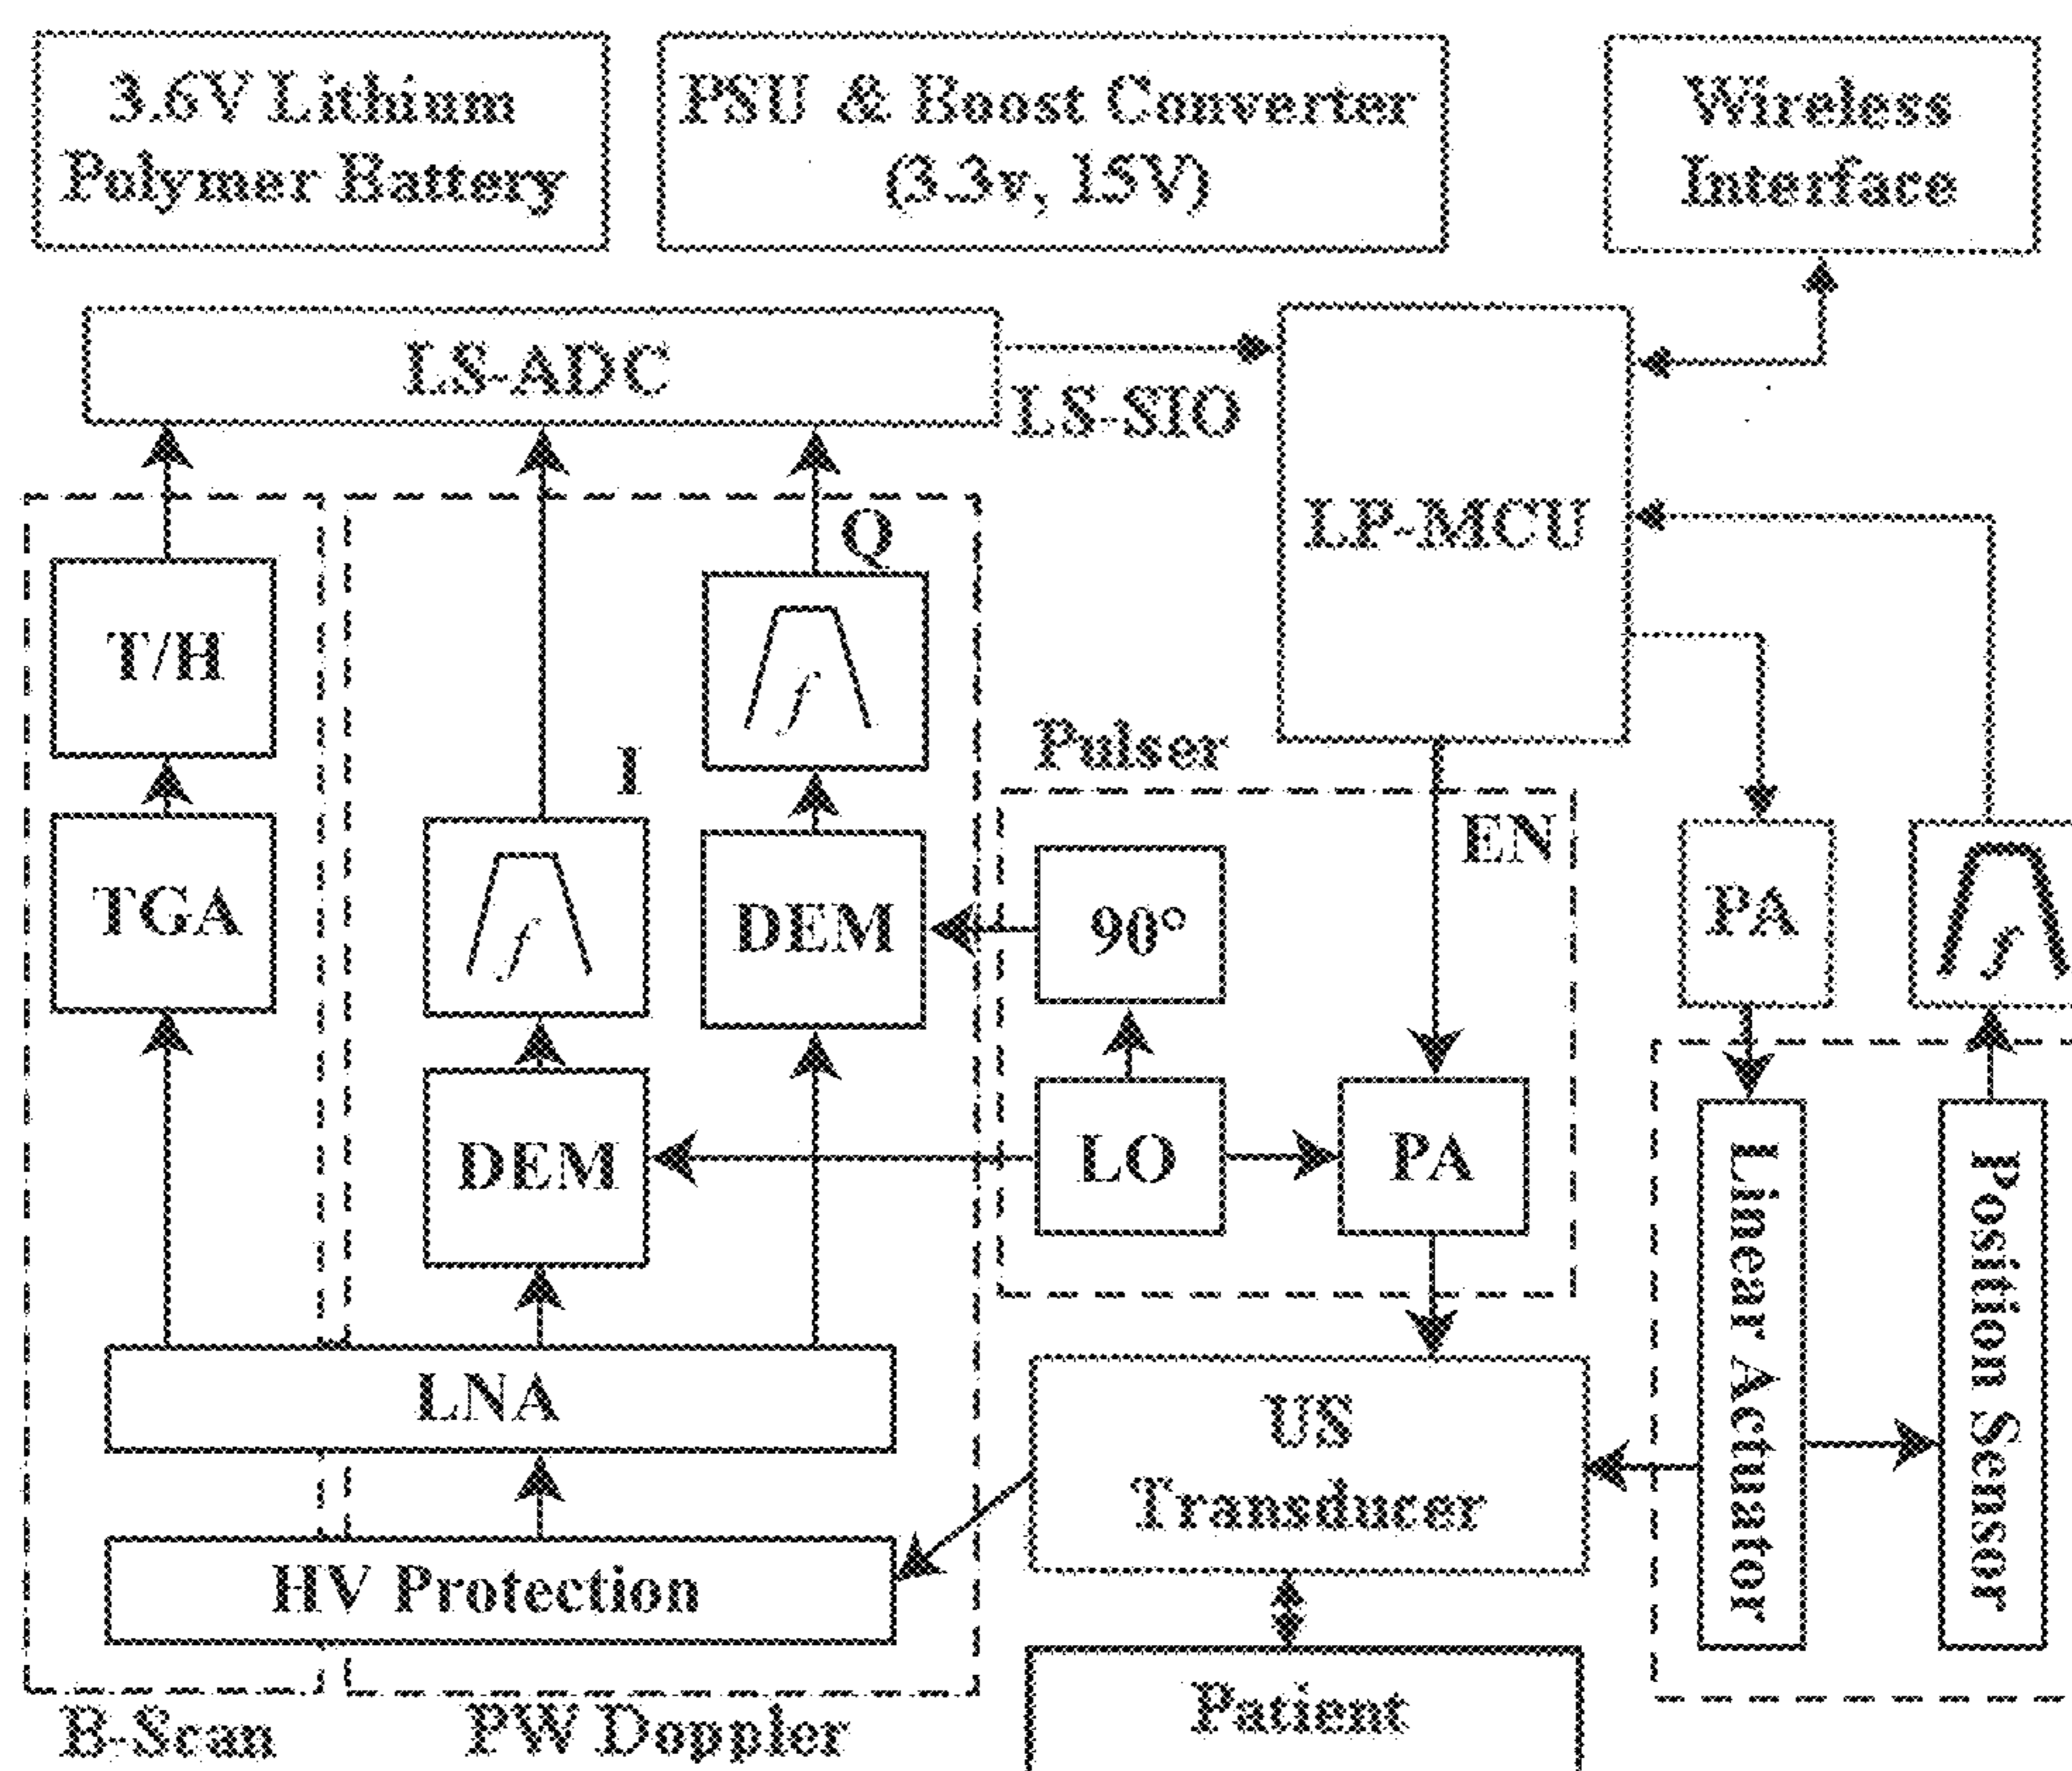 3.6V Lithium
Polymer Battery
PSU & Boost Converter
(3.3v, 15V)
Wireless
Interface
LS-ADC
LS-SIO
LP-MCU
Q
T/H
f
I
Pulser
EN
TGA
f
DEM
90°
PA
f
DEM
LO
PA
Linear Actuator
Position Sensor
LNA
US
Transducer
HV Protection
Patient
B-Scan
PW Doppler